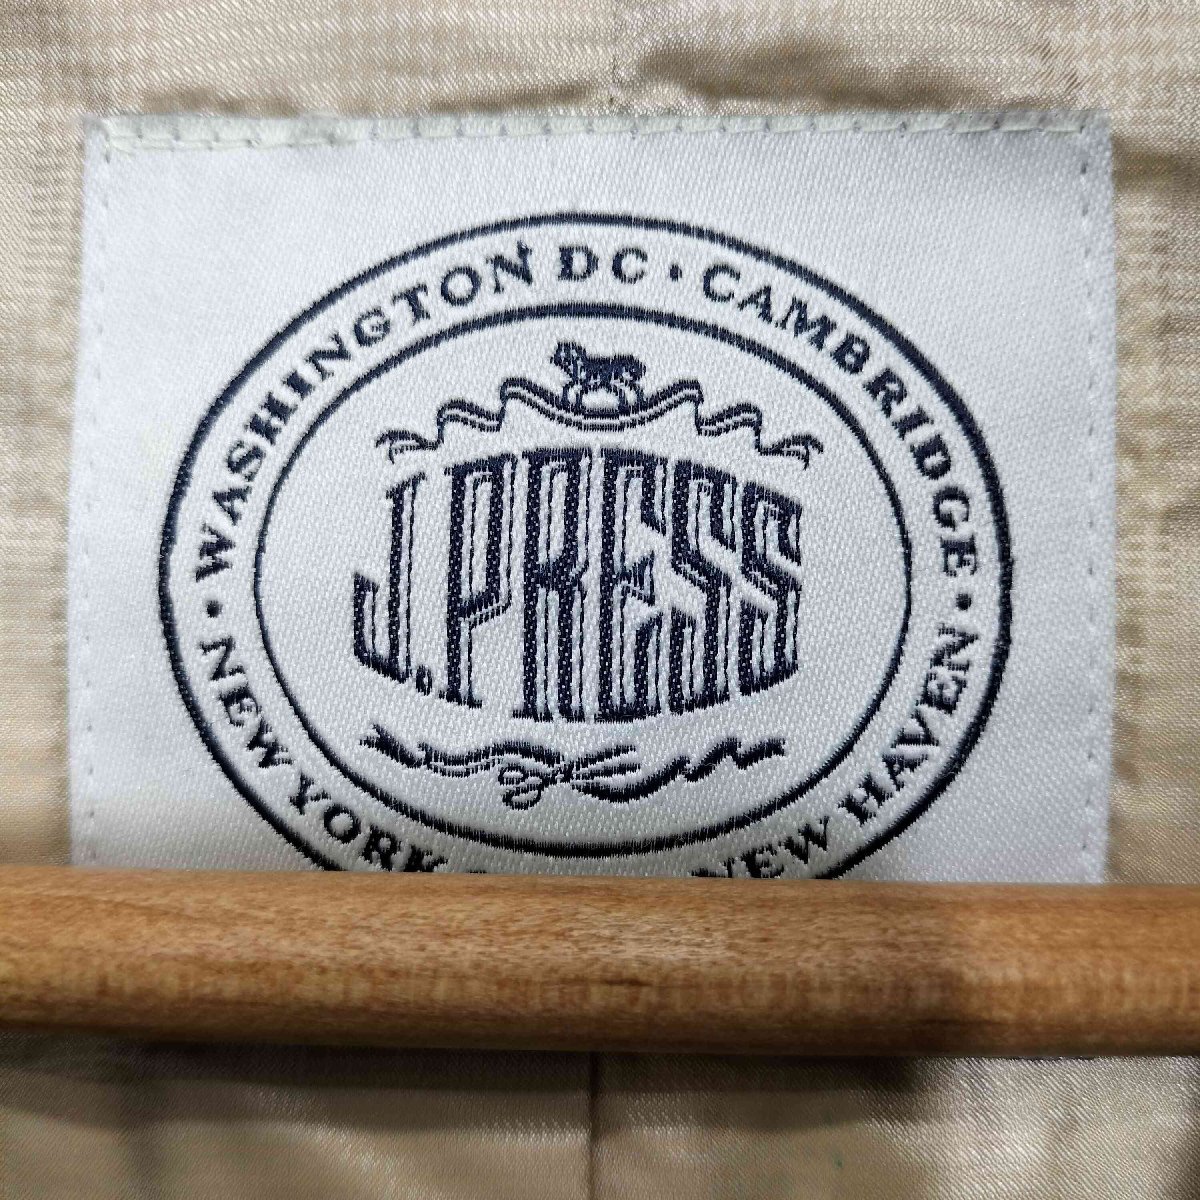 WASHINGTON DC · CAMBRIDGE ·
J.PRESS
· NEW YORK
NEW HAVEN